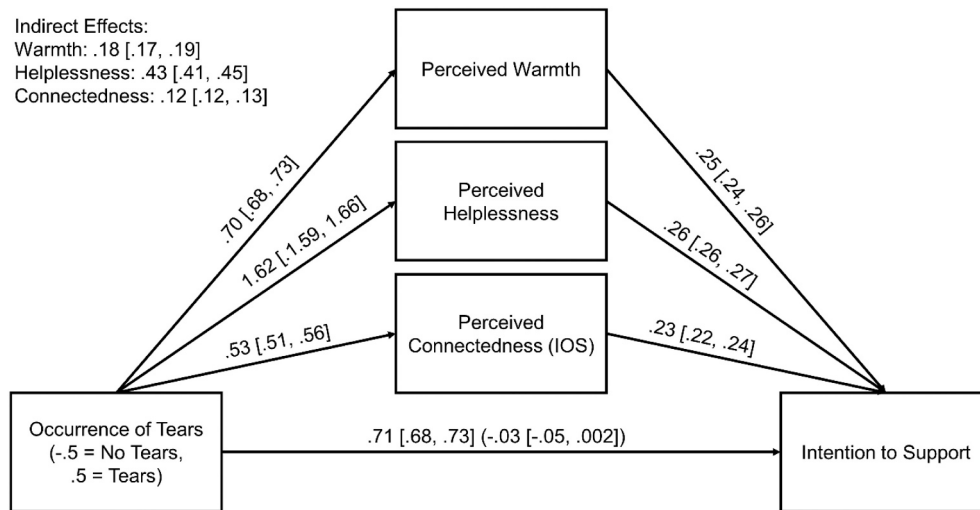 Indirect Effects:
Warmth: .18 [.17, .19]
Helplessness: .43 [.41, .45]
Connectedness: .12 [.12, .13]
Perceived Warmth
.70 [.68, .73]
.25 [.24, .26]
Perceived
Helplessness
1.62 [.1.59, 1.66]
.26 [.26, .27]
Perceived
Connectedness (IOS)
.53 [.51, .56]
.23 [.22, .24]
Occurrence of Tears
(-.5 = No Tears,
.5 = Tears)
.71 [.68, .73] (-.03 [-.05, .002])
Intention to Support